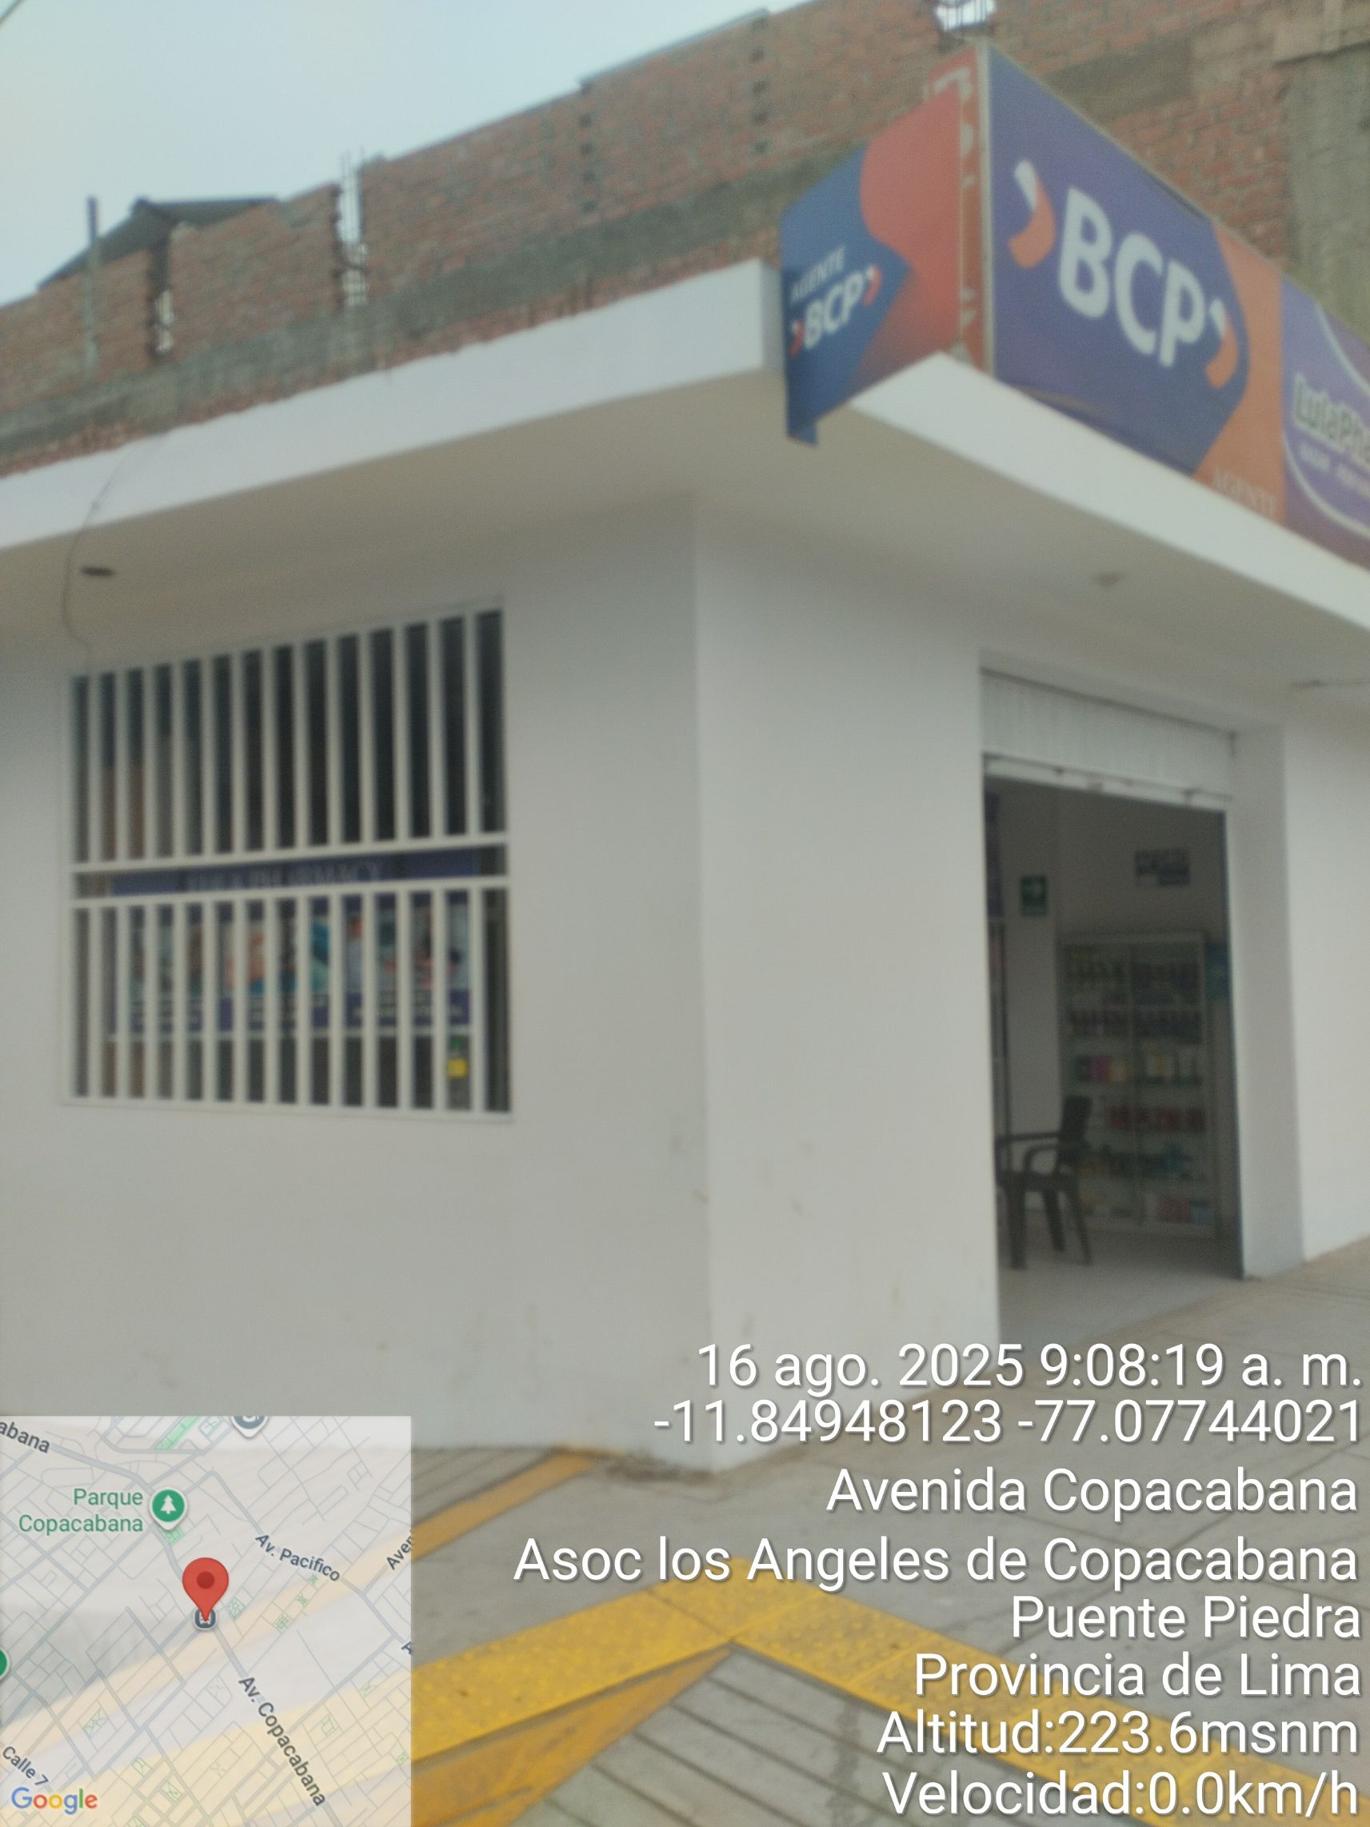 AGENTE
BCP
BCP
AGENTE
16 ago. 2025 9:08:19 a. m.
-11.84948123 -77.07744021
Avenida Copacabana
Asoc los Angeles de Copacabana
Puente Piedra
Provincia de Lima
Altitud:223.6msnm
Velocidad:0.0km/h
Parque
Copacabana
Av. Pacifico
Av. Copacabana
Calle 7
Google